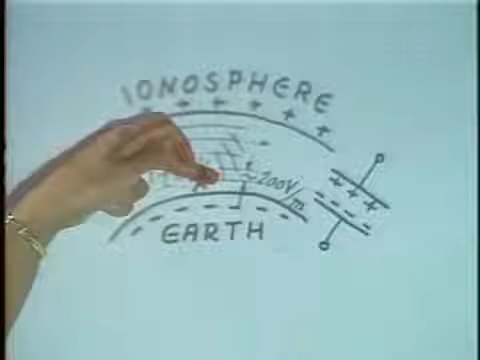 IONOSPHERE
+ + + + + +
~200V/m
+ + + +
- - - -
- - - - - -
EARTH